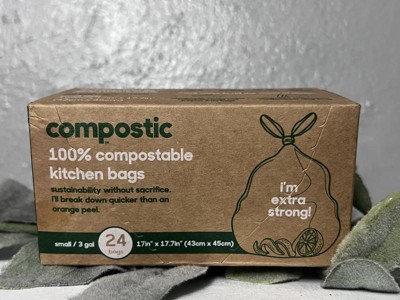 compostic
100% compostable
kitchen bags
sustainability without sacrifice.
i'll break down quicker than an
orange peel.
i'm
extra
strong!
small / 3 gal
24
bags
17in" x 17.7in" (43cm x 45cm)